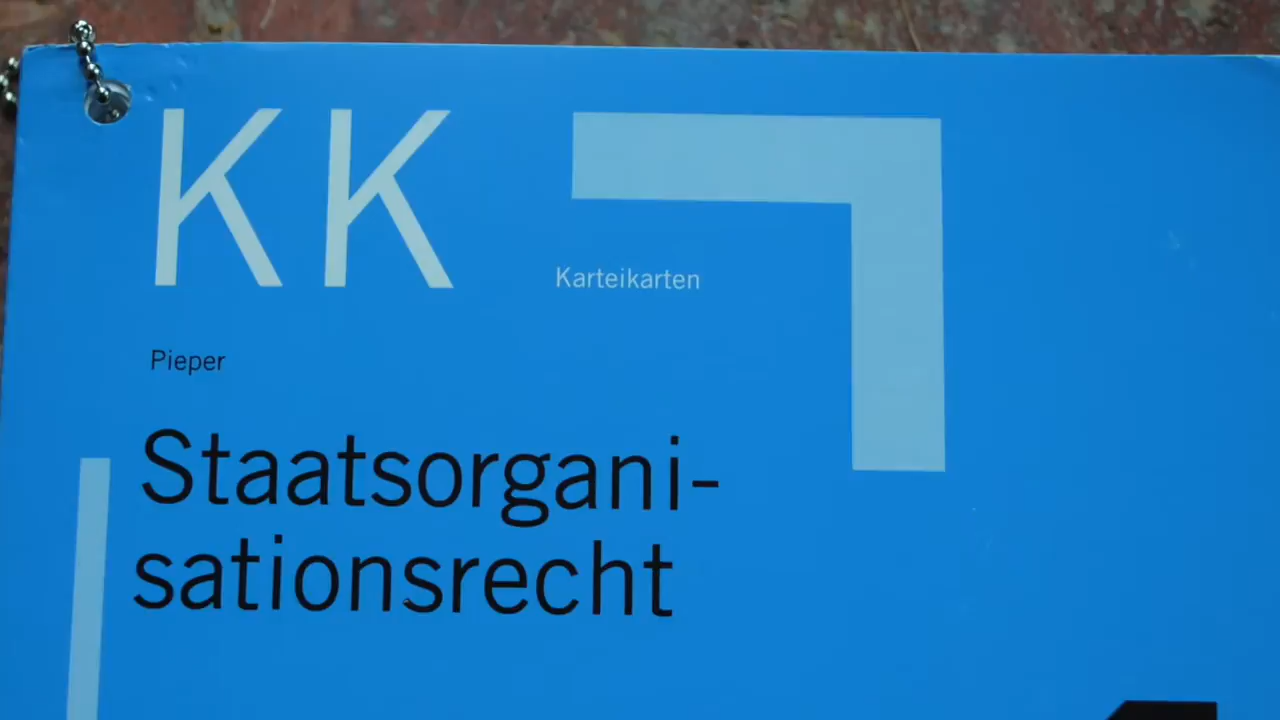 KK
Karteikarten
Pieper
Staatsorgani-
sationsrecht